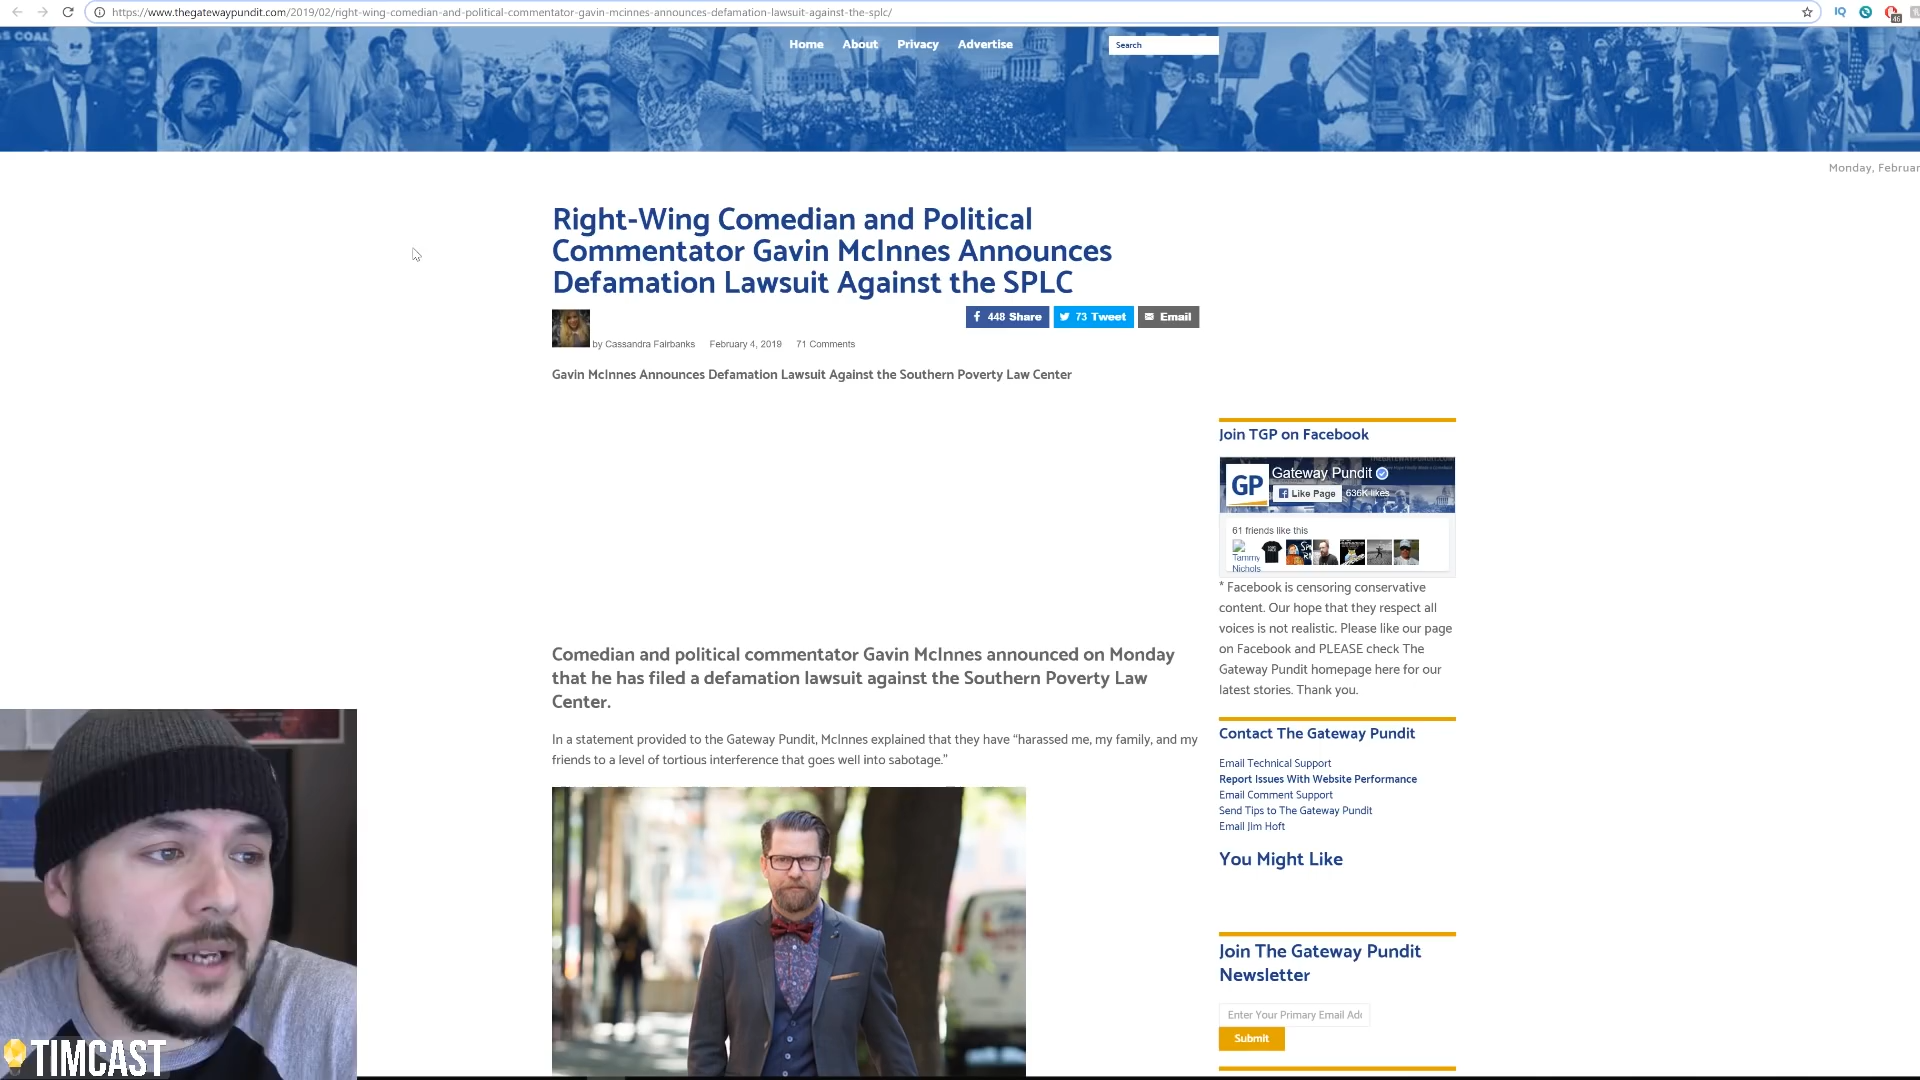 https://www.thegatewaypundit.com/2019/02/right-wing-comedian-and-political-commentator-gavin-mcinnes-announces-defamation-lawsuit-against-the-splc/
IQ
46
Home About Privacy Advertise
Search
S COAL
Monday, Februar
Right-Wing Comedian and Political
Commentator Gavin McInnes Announces
Defamation Lawsuit Against the SPLC
448 Share 73 Tweet Email
by Cassandra Fairbanks February 4, 2019 71 Comments
Gavin McInnes Announces Defamation Lawsuit Against the Southern Poverty Law Center
Comedian and political commentator Gavin McInnes announced on Monday
that he has filed a defamation lawsuit against the Southern Poverty Law
Center.
In a statement provided to the Gateway Pundit, McInnes explained that they have “harassed me, my family, and my
friends to a level of tortious interference that goes well into sabotage.”
Join TGP on Facebook
GP
Gateway Pundit
Like Page 636K likes
61 friends like this
Tammy
Nichols
* Facebook is censoring conservative
content. Our hope that they respect all
voices is not realistic. Please like our page
on Facebook and PLEASE check The
Gateway Pundit homepage here for our
latest stories. Thank you.
Contact The Gateway Pundit
Email Technical Support
Report Issues With Website Performance
Email Comment Support
Send Tips to The Gateway Pundit
Email Jim Hoft
You Might Like
Join The Gateway Pundit
Newsletter
Enter Your Primary Email Add
Submit
TIMCAST